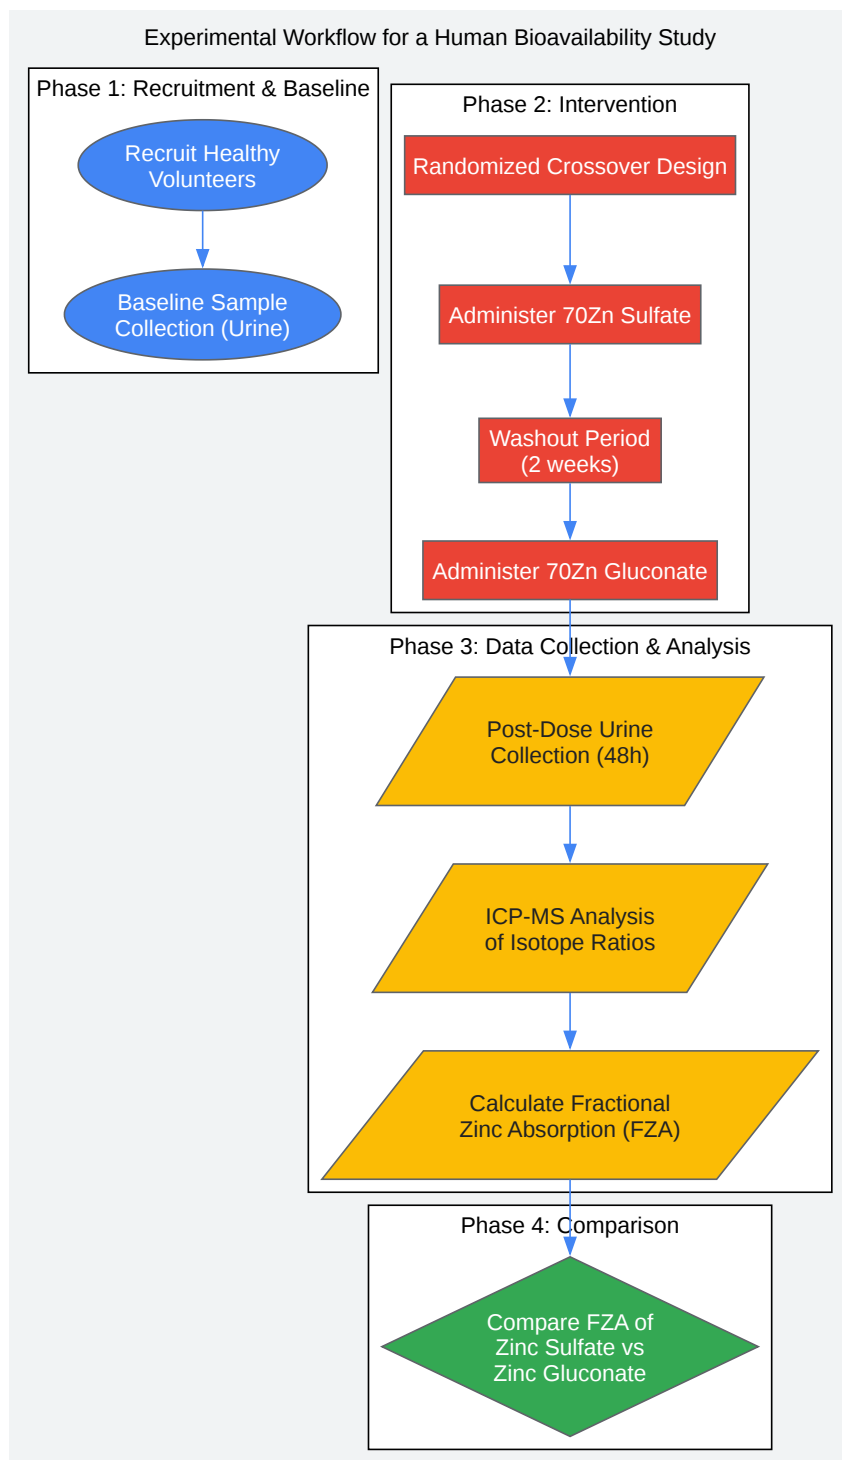 Experimental Workflow for a Human Bioavailability Study
Phase 1: Recruitment & Baseline
Recruit Healthy
Volunteers
Baseline Sample
Collection (Urine)
Phase 2: Intervention
Randomized Crossover Design
Administer 70Zn Sulfate
Washout Period
(2 weeks)
Administer 70Zn Gluconate
Phase 3: Data Collection & Analysis
Post-Dose Urine
Collection (48h)
ICP-MS Analysis
of Isotope Ratios
Calculate Fractional
Zinc Absorption (FZA)
Phase 4: Comparison
Compare FZA of
Zinc Sulfate vs
Zinc Gluconate